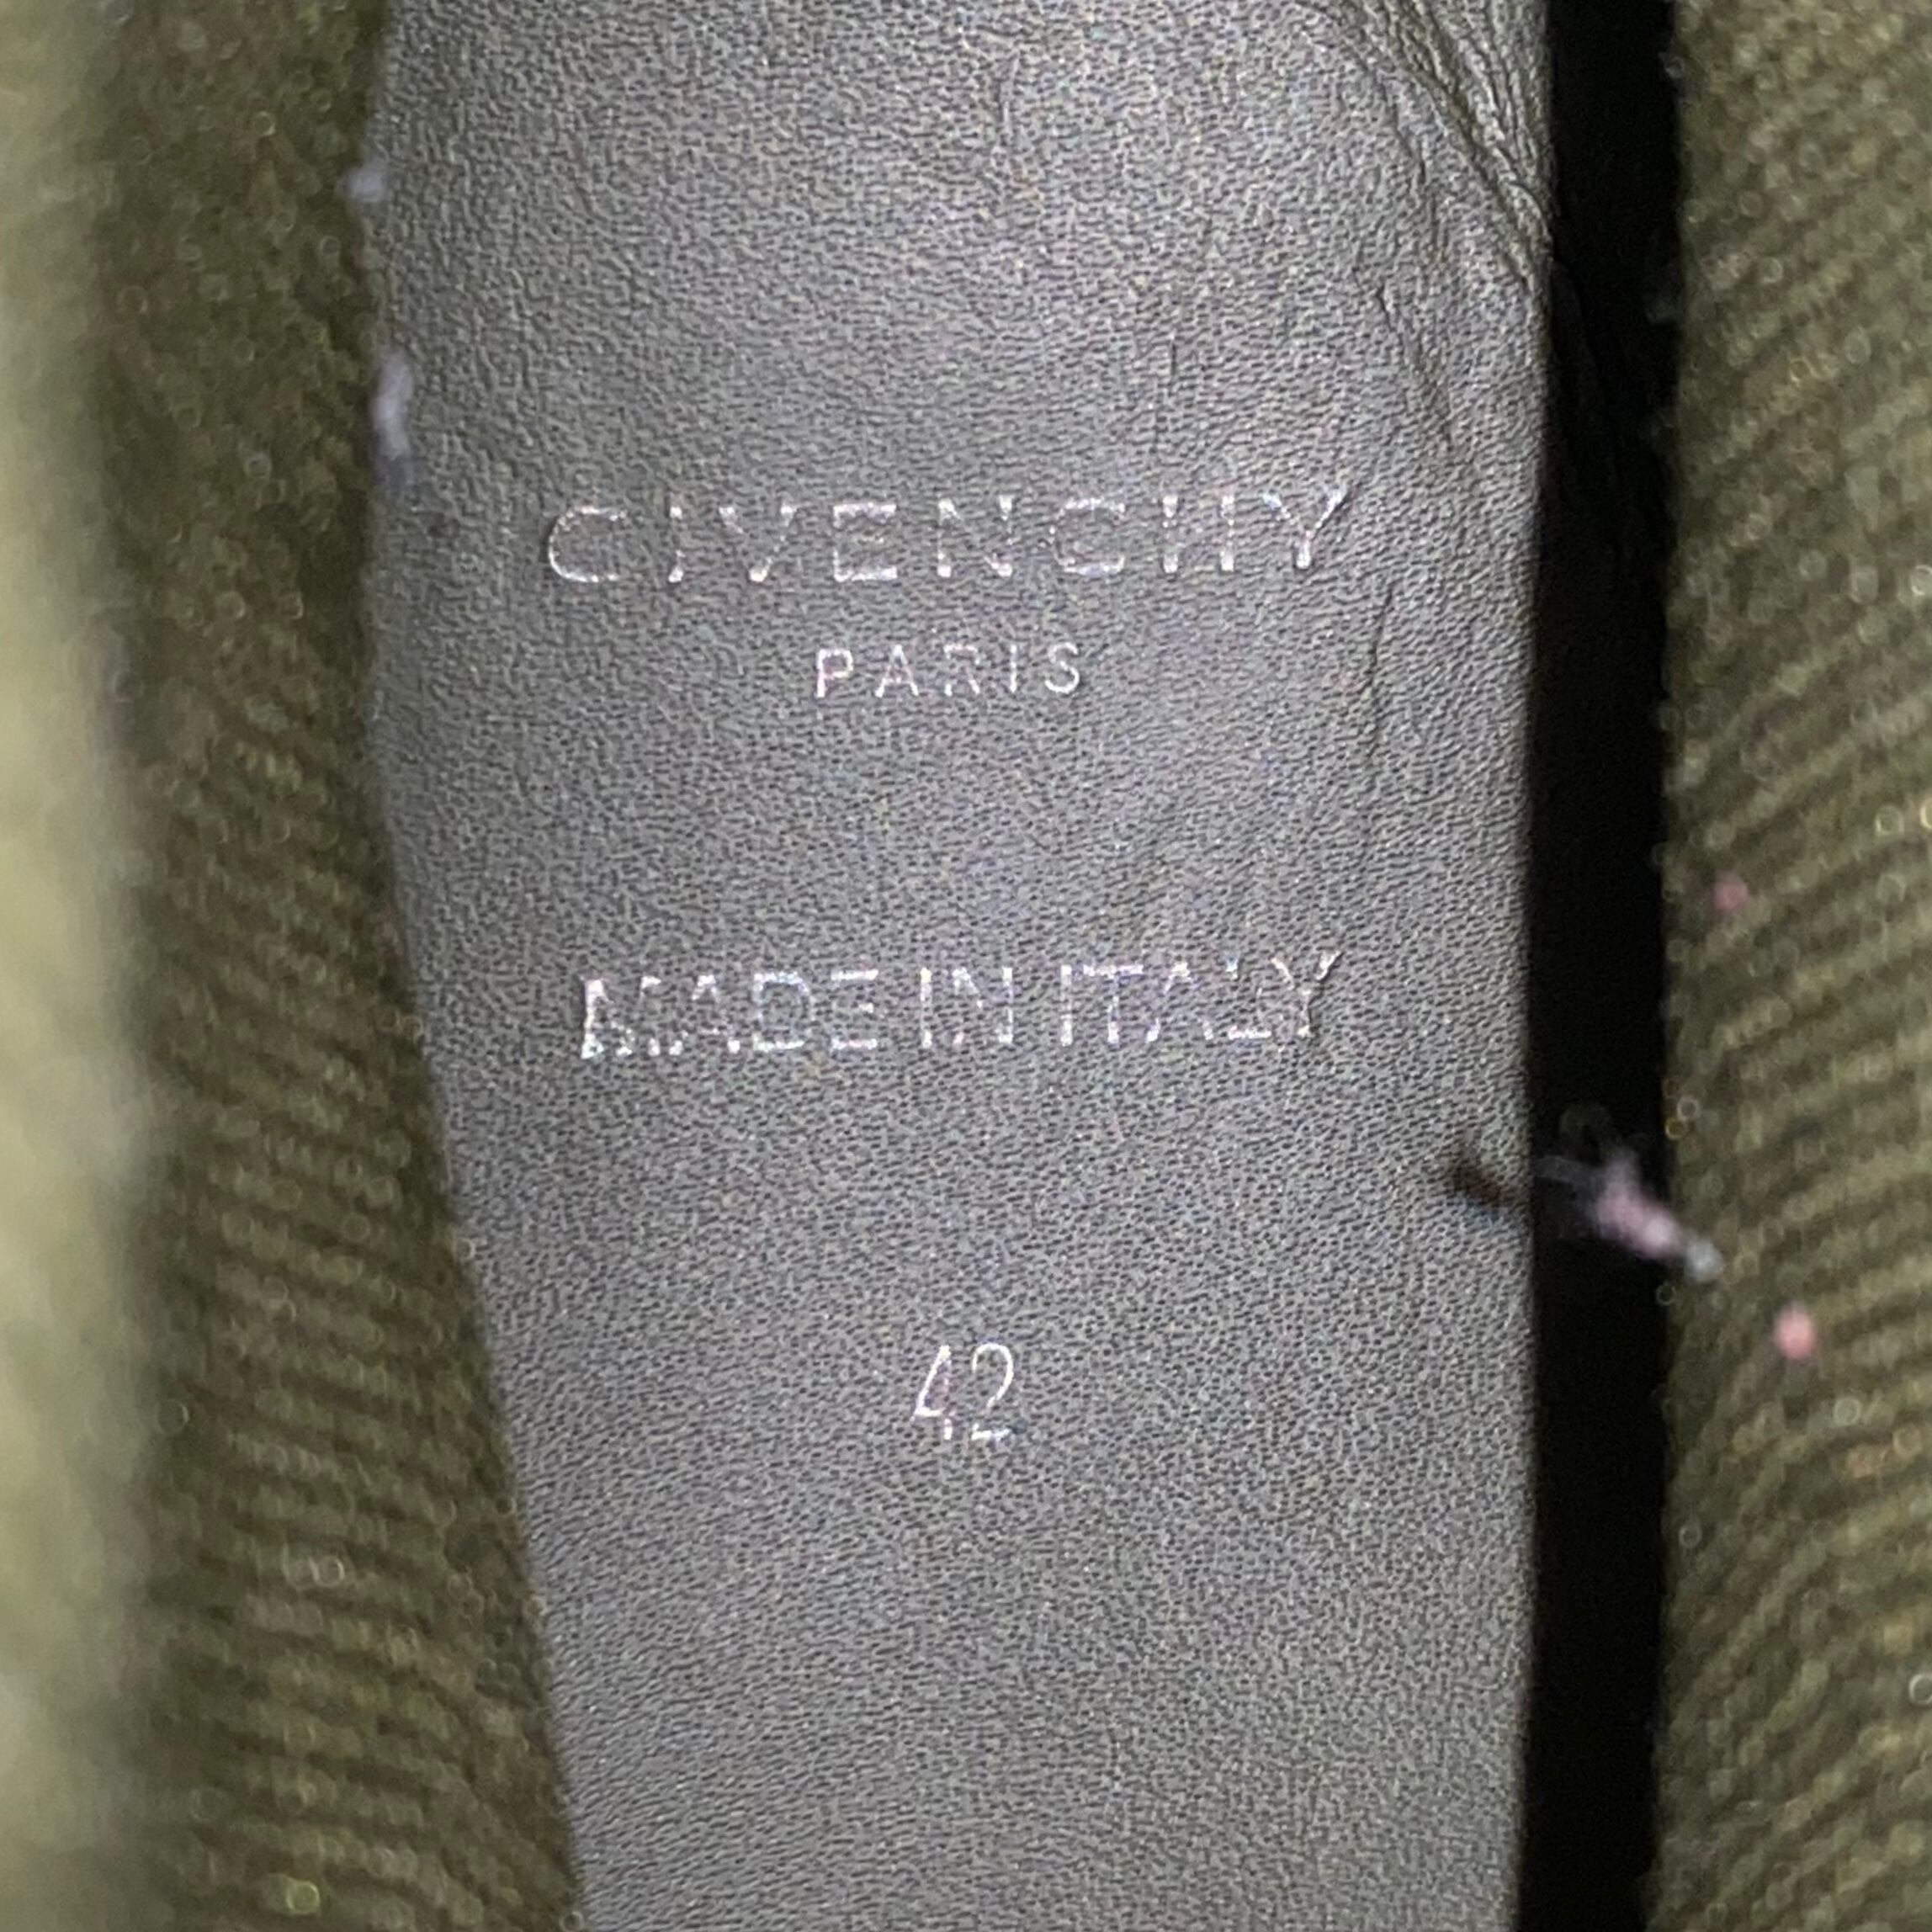 GIVENCHY
PARIS
MADE IN ITALY
42